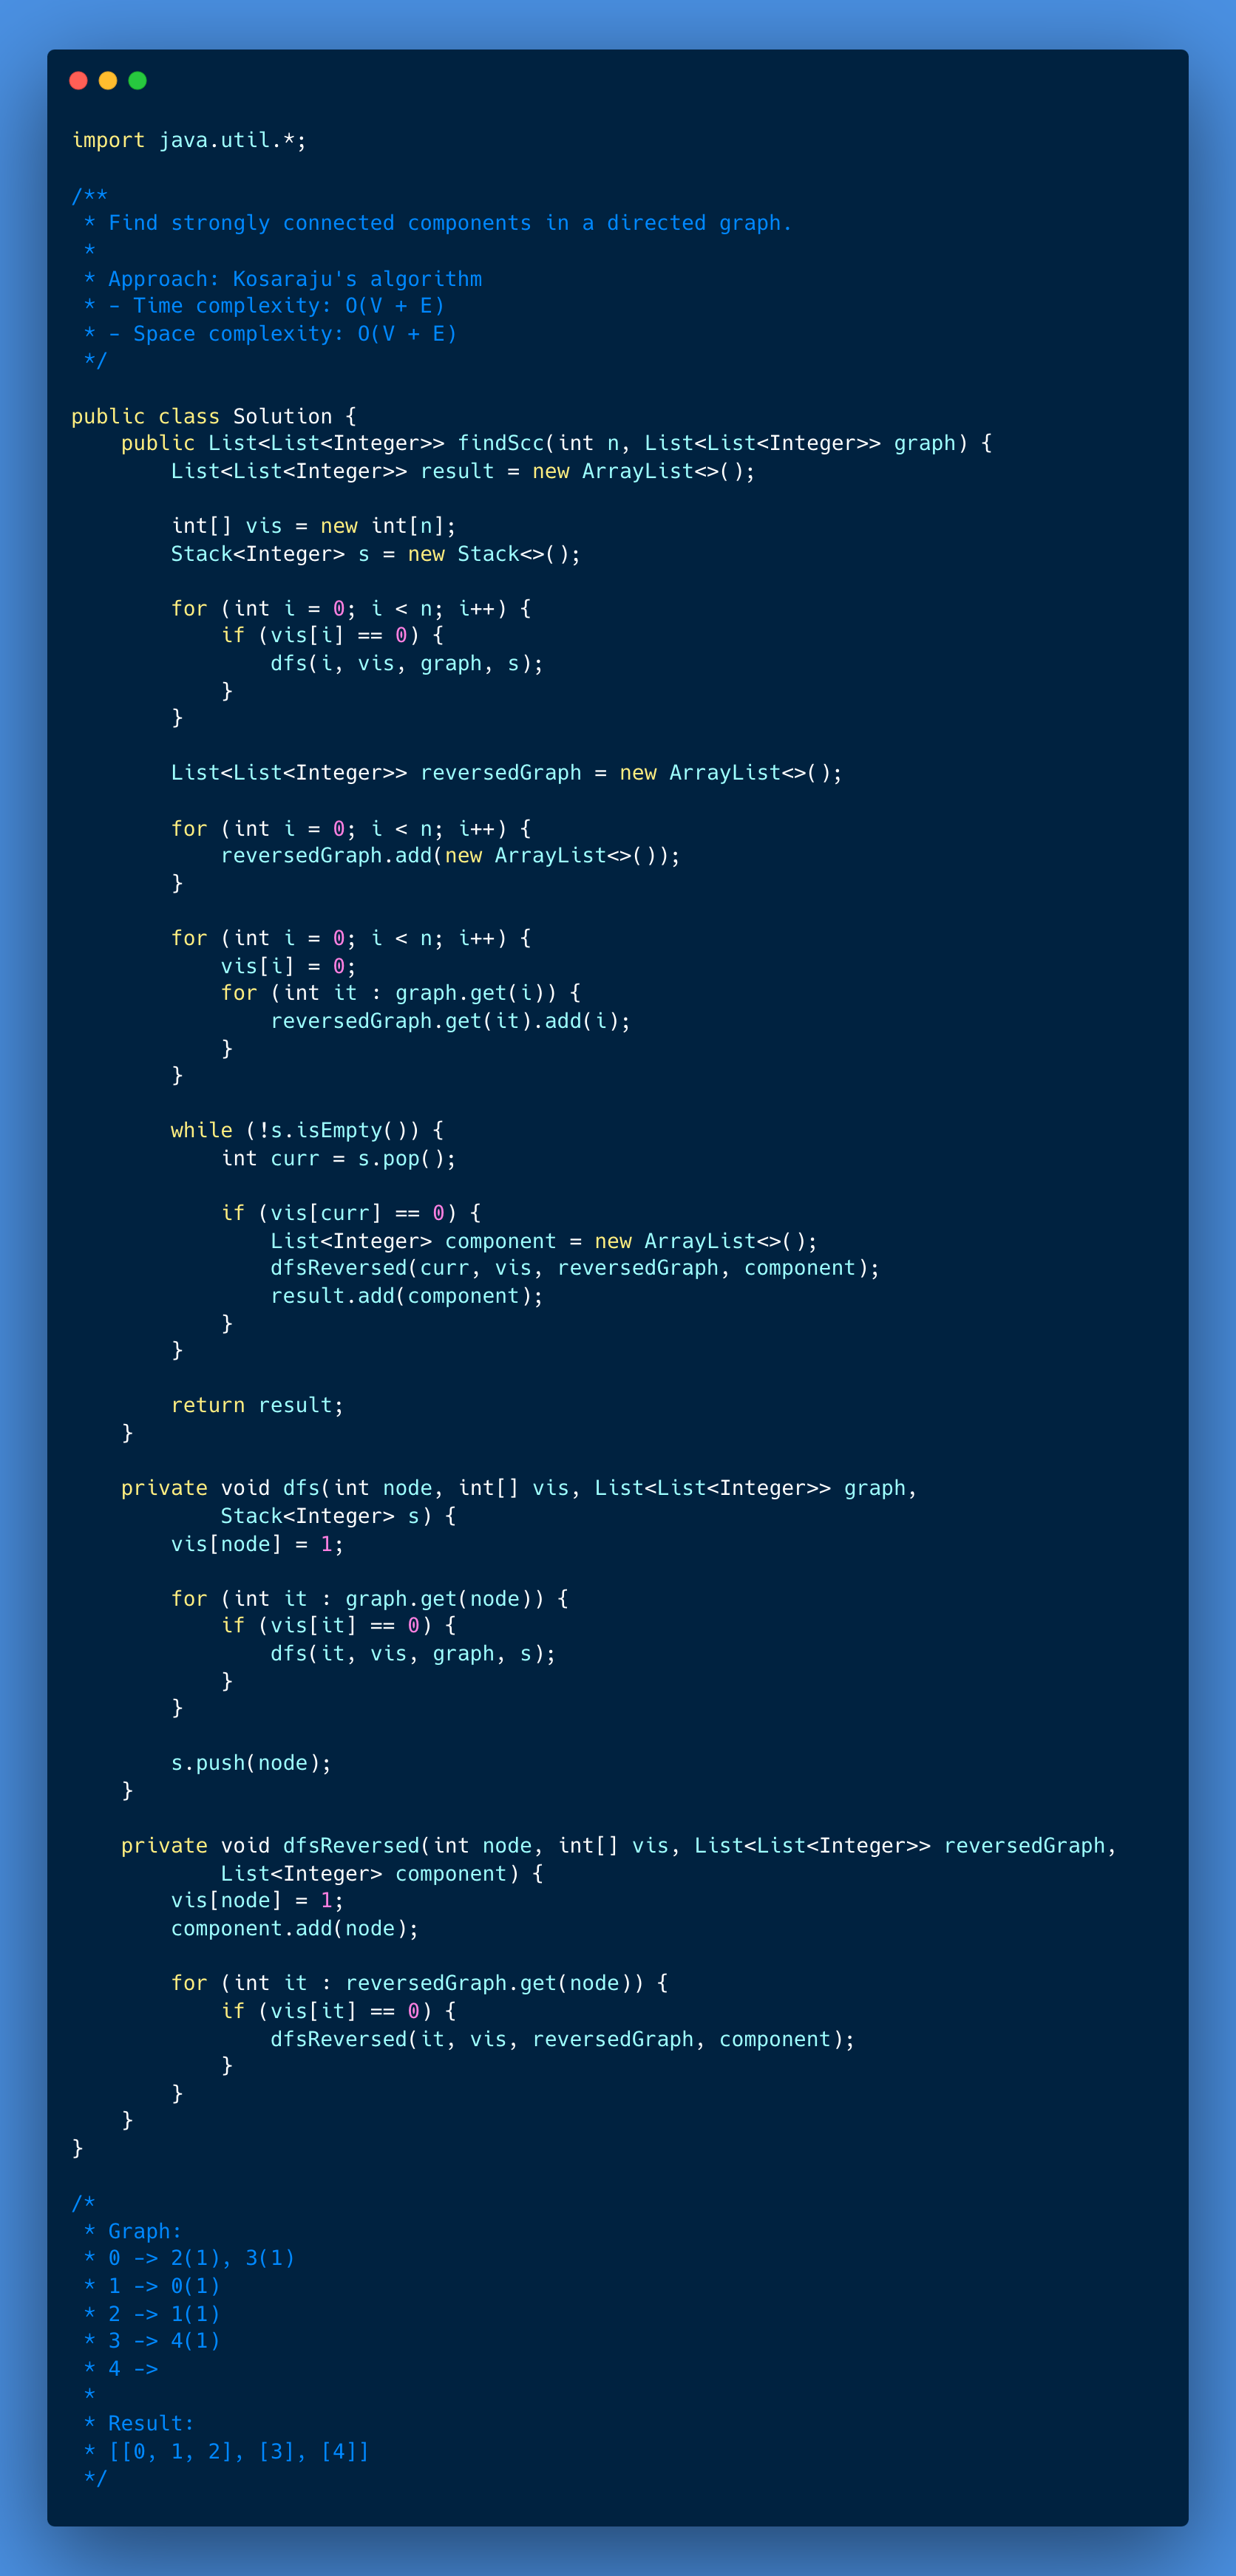 import java.util.*;

/**
 * Find strongly connected components in a directed graph.
 *
 * Approach: Kosaraju's algorithm
 * - Time complexity: O(V + E)
 * - Space complexity: O(V + E)
 */

public class Solution {
    public List<List<Integer>> findScc(int n, List<List<Integer>> graph) {
        List<List<Integer>> result = new ArrayList<>();

        int[] vis = new int[n];
        Stack<Integer> s = new Stack<>();

        for (int i = 0; i < n; i++) {
            if (vis[i] == 0) {
                dfs(i, vis, graph, s);
            }
        }

        List<List<Integer>> reversedGraph = new ArrayList<>();

        for (int i = 0; i < n; i++) {
            reversedGraph.add(new ArrayList<>());
        }

        for (int i = 0; i < n; i++) {
            vis[i] = 0;
            for (int it : graph.get(i)) {
                reversedGraph.get(it).add(i);
            }
        }

        while (!s.isEmpty()) {
            int curr = s.pop();

            if (vis[curr] == 0) {
                List<Integer> component = new ArrayList<>();
                dfsReversed(curr, vis, reversedGraph, component);
                result.add(component);
            }
        }

        return result;
    }

    private void dfs(int node, int[] vis, List<List<Integer>> graph,
            Stack<Integer> s) {
        vis[node] = 1;

        for (int it : graph.get(node)) {
            if (vis[it] == 0) {
                dfs(it, vis, graph, s);
            }
        }

        s.push(node);
    }

    private void dfsReversed(int node, int[] vis, List<List<Integer>> reversedGraph,
            List<Integer> component) {
        vis[node] = 1;
        component.add(node);

        for (int it : reversedGraph.get(node)) {
            if (vis[it] == 0) {
                dfsReversed(it, vis, reversedGraph, component);
            }
        }
    }
}

/*
 * Graph:
 * 0 -> 2(1), 3(1)
 * 1 -> 0(1)
 * 2 -> 1(1)
 * 3 -> 4(1)
 * 4 ->
 *
 * Result:
 * [[0, 1, 2], [3], [4]]
 */